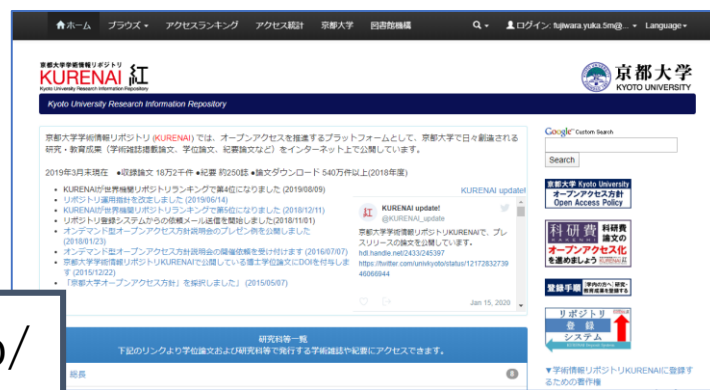 ホーム ブラウズ アクセスランキング アクセス統計 京都大学 図書館機構 ログイン: fujiwara.yuka.5m@... Language
京都大学学術情報リポジトリ
KURENAI 紅
Kyoto University Research Information Repository
京都大学
KYOTO UNIVERSITY
Kyoto University Research Information Repository
京都大学学術情報リポジトリ (KURENAI) では、オープンアクセスを推進するプラットフォームとして、京都大学で日々創造される
研究・教育成果（学術雑誌掲載論文、学位論文、紀要論文など）をインターネット上で公開しています。
2019年3月末現在 ●収録論文 18万2千件 ●紀要 約250誌 ●論文ダウンロード 540万件以上(2018年度)
KURENAIが世界機関リポジトリランキングで第4位になりました (2019/08/09)
リポジトリ運用指針を改定しました (2019/06/14)
KURENAIが世界機関リポジトリランキングで第5位になりました (2018/12/11)
リポジトリ登録システムからの依頼メール送信を開始しました(2018/11/01)
オンデマンド型オープンアクセス方針説明会のプレゼン例を公開しました
(2018/01/23)
オンデマンド型オープンアクセス方針説明会の開催依頼を受け付けます (2016/07/07)
京都大学学術情報リポジトリKURENAIで公開している博士学位論文にDOIが付与しま
す (2015/12/22)
「京都大学オープンアクセス方針」を採択しました」 (2015/05/07)
KURENAI update!
KURENAI update!
@KURENAI_update
京都大学学術情報リポジトリKURENAIで、プレ
スリリースの論文を公開しています。
hdl.handle.net/2433/245397
https://twitter.com/univkyoto/status/12172832739
46066944
Jan 15, 2020
Google Custom Search
Search
京都大学 Kyoto University
オープンアクセス方針
Open Access Policy
科研費 科研費
論文の
オープンアクセス化
を進めましょう
登録手順 【学内の方へ】研究・
教育成果を登録する
リポジトリ
登録
システム
▼学術情報リポジトリKURENAIに登録す
るための著作権
研究科等一覧
下記のリンクより学位論文および研究科等で発行する学術雑誌や紀要にアクセスできます。
総長
o/